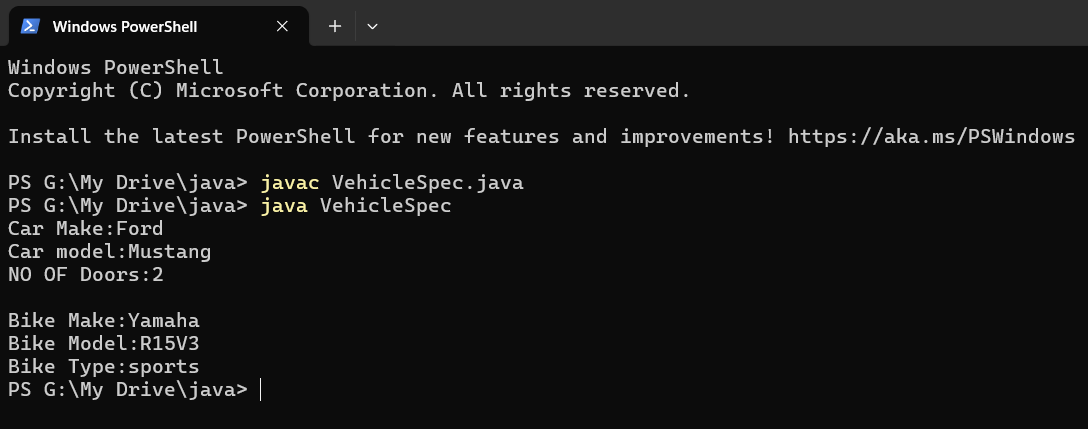 Windows PowerShell
Windows PowerShell
Copyright (C) Microsoft Corporation. All rights reserved.
Install the latest PowerShell for new features and improvements! https://aka.ms/PSWindows
PS G:\My Drive\java> javac VehicleSpec.java
PS G:\My Drive\java> java VehicleSpec
Car Make:Ford
Car model:Mustang
NO OF Doors:2
Bike Make:Yamaha
Bike Model:R15V3
Bike Type:sports
PS G:\My Drive\java>